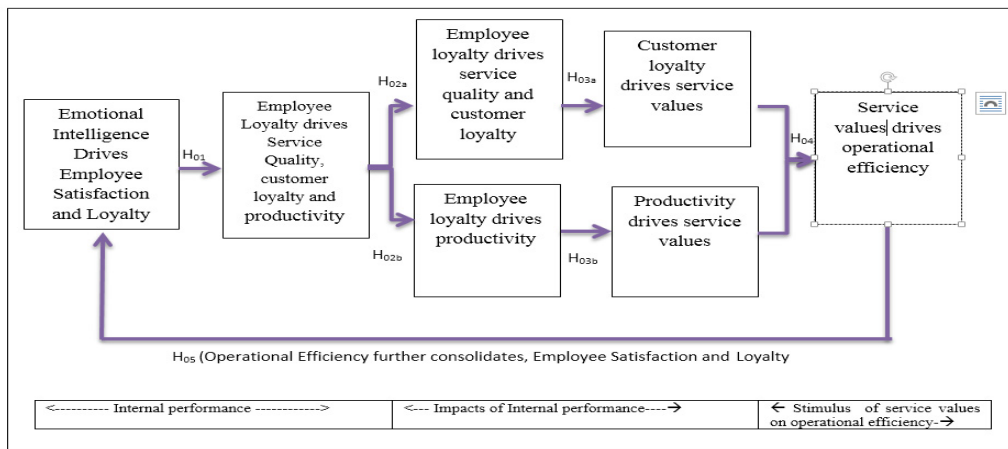 Emotional
Intelligence
Drives
Employee
Satisfaction
and Loyalty
H01
Employee
Loyalty drives
Service
Quality,
customer
loyalty and
productivity
H02a
H02b
Employee
loyalty drives
service
quality and
customer
loyalty
Employee
loyalty drives
productivity
H03a
H03b
Customer
loyalty
drives service
values
Productivity
drives service
values
H04
Service
values drives
operational
efficiency
H05 (Operational Efficiency further consolidates, Employee Satisfaction and Loyalty
<---------- Internal performance ------------>
<--- Impacts of Internal performance----→
← Stimulus of service values
on operational efficiency-→